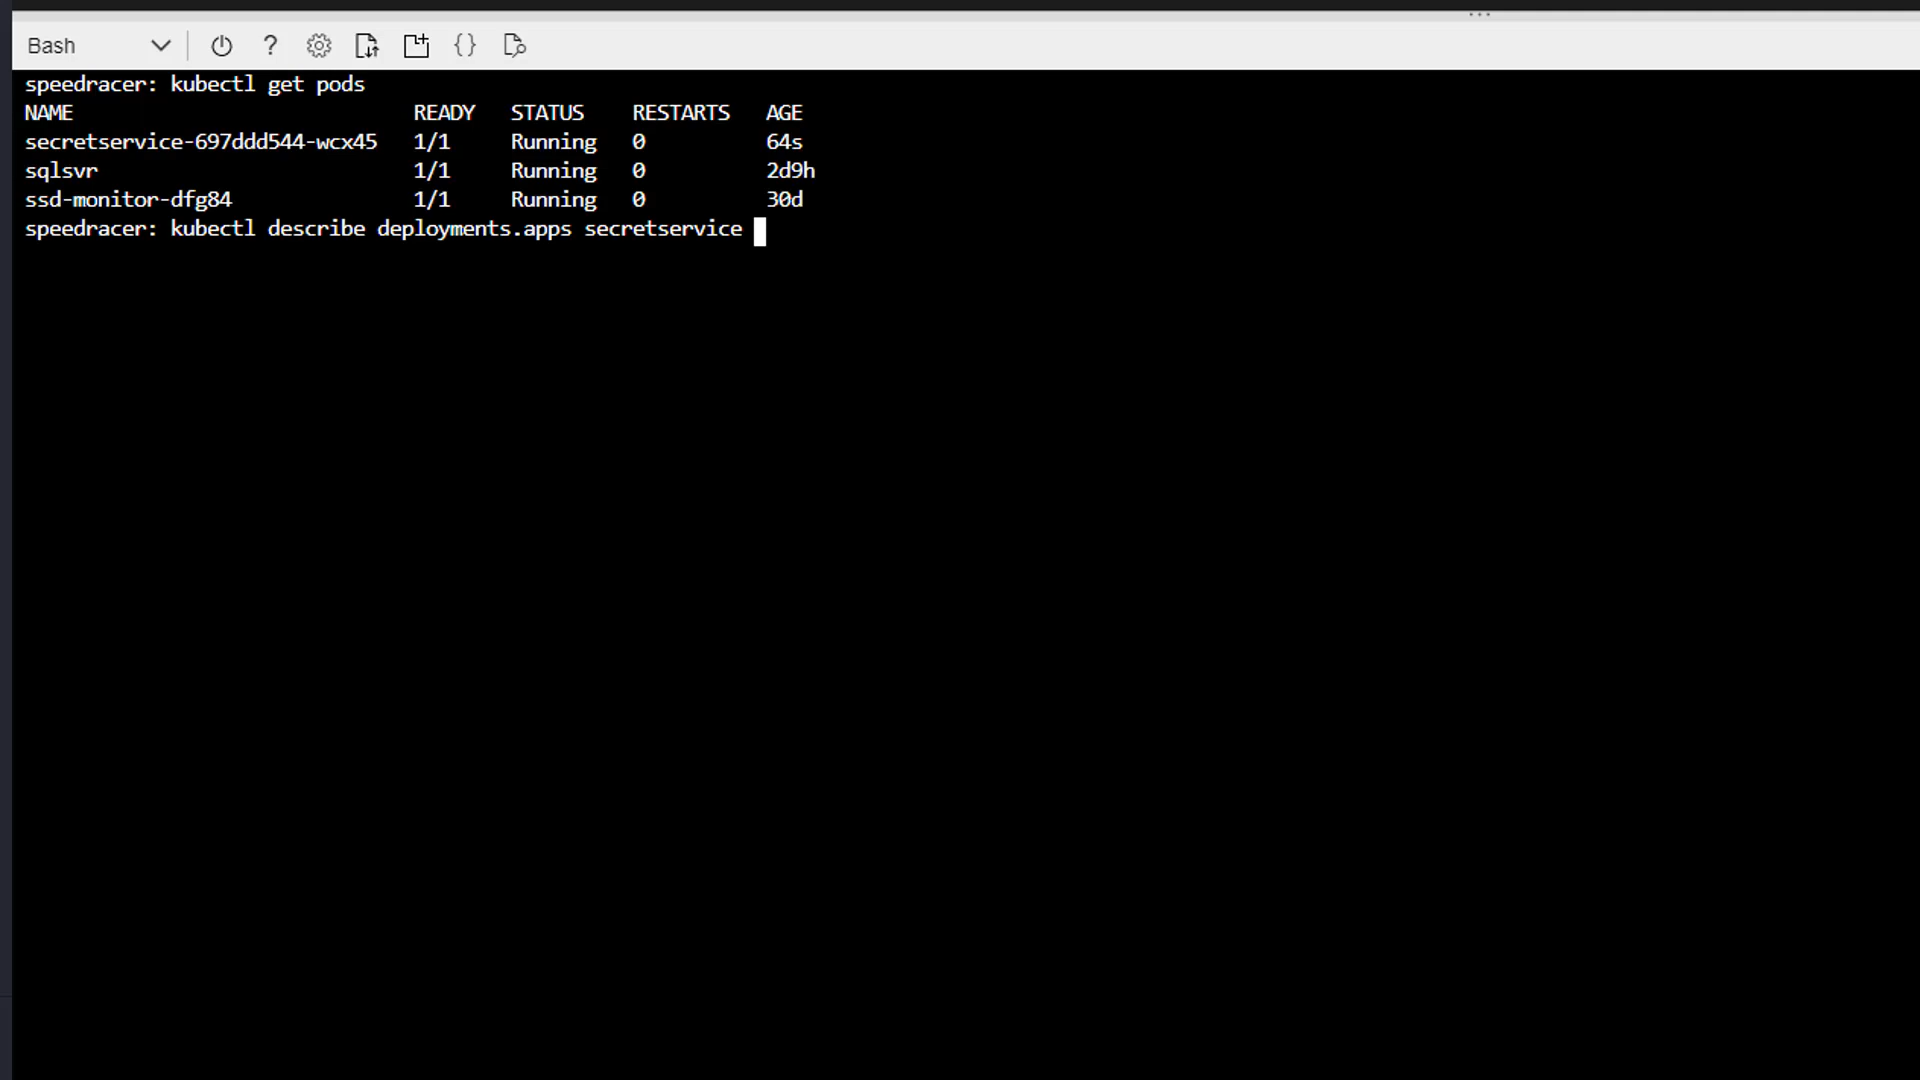 Bash
speedracer: kubectl get pods
NAME READY STATUS RESTARTS AGE
secretservice-697ddd544-wcx45 1/1 Running 0 64s
sqlsvr 1/1 Running 0 2d9h
ssd-monitor-dfg84 1/1 Running 0 30d
speedracer: kubectl describe deployments.apps secretservice